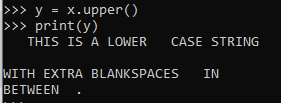 >>> y = x.upper()
>>> print(y)
   THIS IS A LOWER   CASE STRING

WITH EXTRA BLANKSPACES   IN
BETWEEN  .